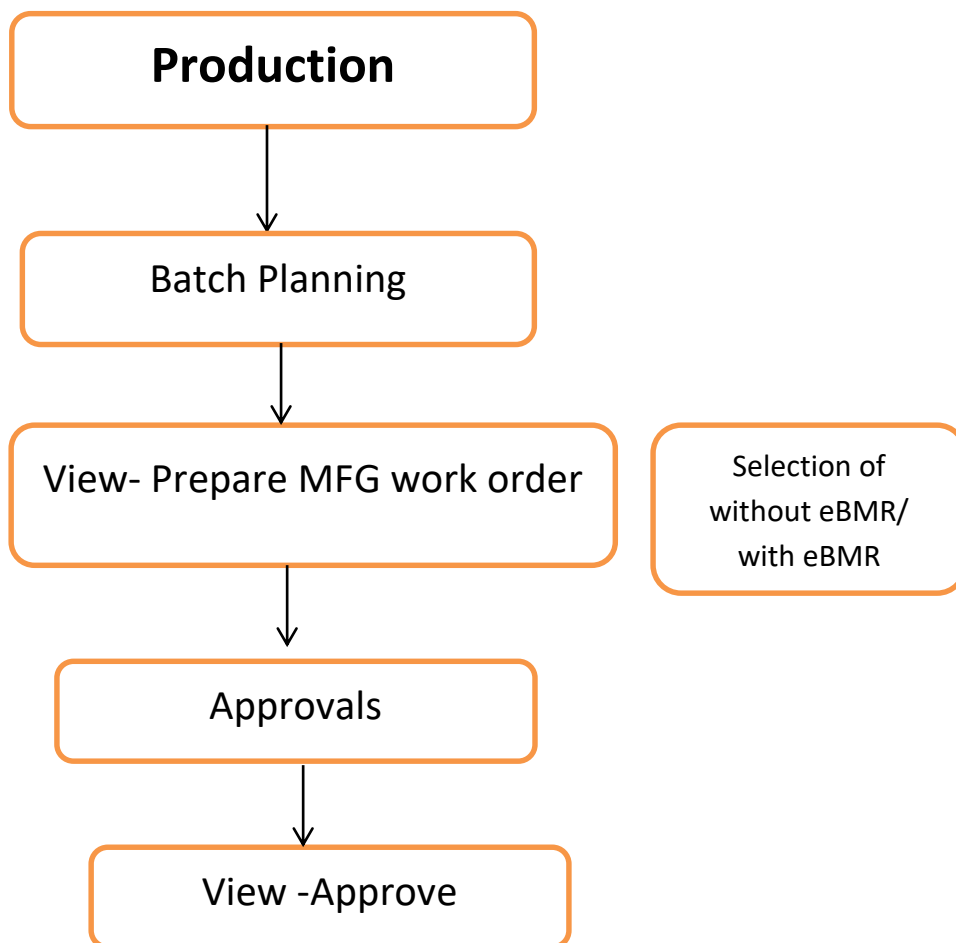 Production
Batch Planning
View- Prepare MFG work order
Selection of
without eBMR/
with eBMR
Approvals
View -Approve